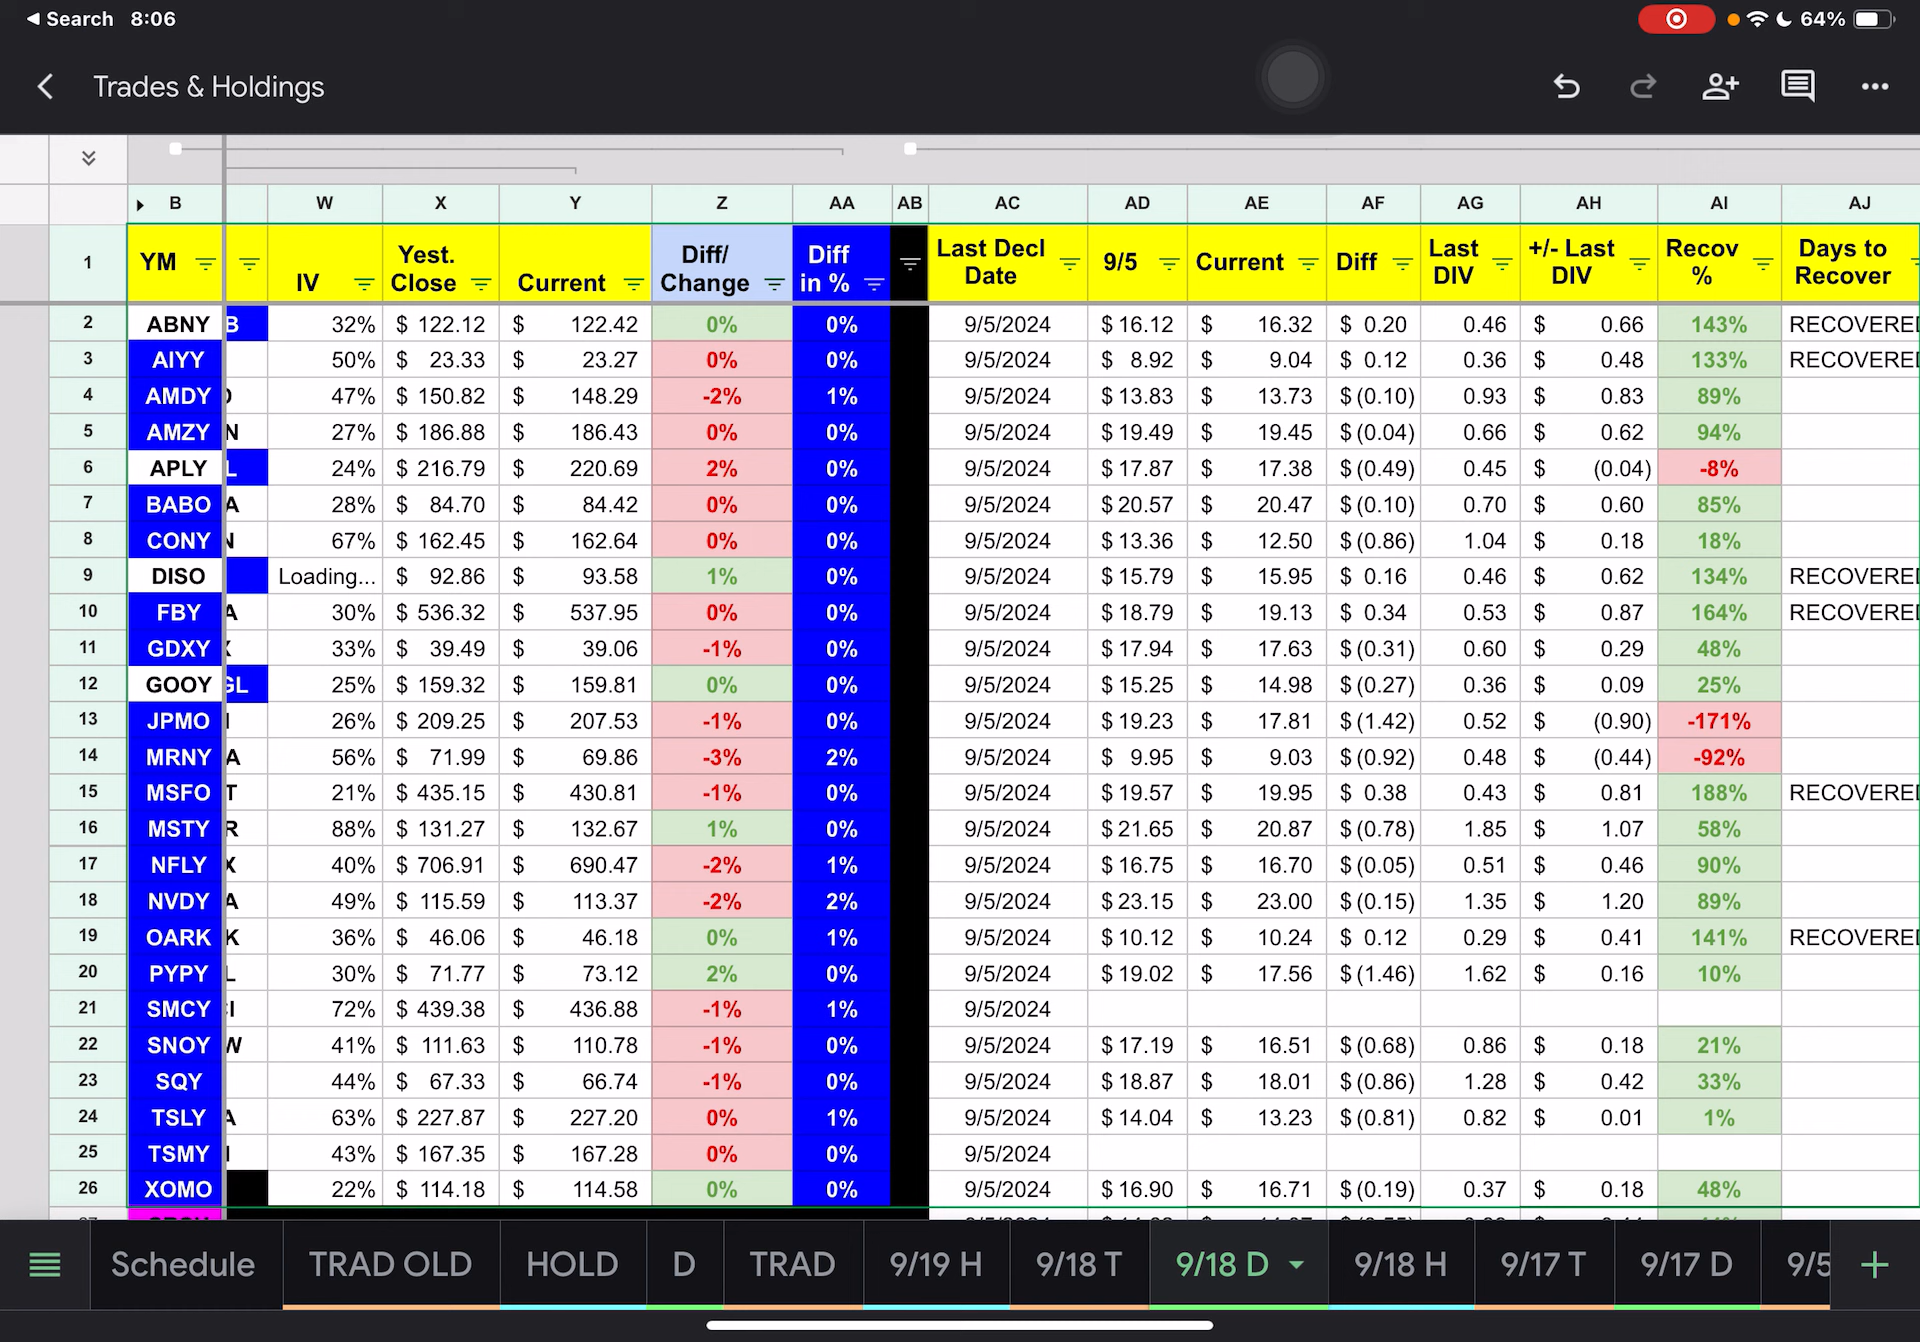 Search 8:06 64%
Trades & Holdings
B W X Y Z AA AB AC AD AE AF AG AH AI AJ
1 YM IV Yest. Close Current Diff/ Change Diff in % Last Decl Date 9/5 Current Diff Last DIV +/- Last DIV Recov % Days to Recover
2 ABNY B 32% $ 122.12 $ 122.42 0% 0% 9/5/2024 $ 16.12 $ 16.32 $ 0.20 0.46 $ 0.66 143% RECOVERE
3 AIYY 50% $ 23.33 $ 23.27 0% 0% 9/5/2024 $ 8.92 $ 9.04 $ 0.12 0.36 $ 0.48 133% RECOVERE
4 AMDY 47% $ 150.82 $ 148.29 -2% 1% 9/5/2024 $ 13.83 $ 13.73 $ (0.10) 0.93 $ 0.83 89%
5 AMZY N 27% $ 186.88 $ 186.43 0% 0% 9/5/2024 $ 19.49 $ 19.45 $ (0.04) 0.66 $ 0.62 94%
6 APLY L 24% $ 216.79 $ 220.69 2% 0% 9/5/2024 $ 17.87 $ 17.38 $ (0.49) 0.45 $ (0.04) -8%
7 BABO A 28% $ 84.70 $ 84.42 0% 0% 9/5/2024 $ 20.57 $ 20.47 $ (0.10) 0.70 $ 0.60 85%
8 CONY N 67% $ 162.45 $ 162.64 0% 0% 9/5/2024 $ 13.36 $ 12.50 $ (0.86) 1.04 $ 0.18 18%
9 DISO Loading... $ 92.86 $ 93.58 1% 0% 9/5/2024 $ 15.79 $ 15.95 $ 0.16 0.46 $ 0.62 134% RECOVERE
10 FBY A 30% $ 536.32 $ 537.95 0% 0% 9/5/2024 $ 18.79 $ 19.13 $ 0.34 0.53 $ 0.87 164% RECOVERE
11 GDXY 33% $ 39.49 $ 39.06 -1% 0% 9/5/2024 $ 17.94 $ 17.63 $ (0.31) 0.60 $ 0.29 48%
12 GOOY GL 25% $ 159.32 $ 159.81 0% 0% 9/5/2024 $ 15.25 $ 14.98 $ (0.27) 0.36 $ 0.09 25%
13 JPMO 26% $ 209.25 $ 207.53 -1% 0% 9/5/2024 $ 19.23 $ 17.81 $ (1.42) 0.52 $ (0.90) -171%
14 MRNY A 56% $ 71.99 $ 69.86 -3% 2% 9/5/2024 $ 9.95 $ 9.03 $ (0.92) 0.48 $ (0.44) -92%
15 MSFO T 21% $ 435.15 $ 430.81 -1% 0% 9/5/2024 $ 19.57 $ 19.95 $ 0.38 0.43 $ 0.81 188% RECOVERE
16 MSTY R 88% $ 131.27 $ 132.67 1% 0% 9/5/2024 $ 21.65 $ 20.87 $ (0.78) 1.85 $ 1.07 58%
17 NFLY X 40% $ 706.91 $ 690.47 -2% 1% 9/5/2024 $ 16.75 $ 16.70 $ (0.05) 0.51 $ 0.46 90%
18 NVDY A 49% $ 115.59 $ 113.37 -2% 2% 9/5/2024 $ 23.15 $ 23.00 $ (0.15) 1.35 $ 1.20 89%
19 OARK K 36% $ 46.06 $ 46.18 0% 1% 9/5/2024 $ 10.12 $ 10.24 $ 0.12 0.29 $ 0.41 141% RECOVERE
20 PYPY L 30% $ 71.77 $ 73.12 2% 0% 9/5/2024 $ 19.02 $ 17.56 $ (1.46) 1.62 $ 0.16 10%
21 SMCY I 72% $ 439.38 $ 436.88 -1% 1% 9/5/2024
22 SNOY W 41% $ 111.63 $ 110.78 -1% 0% 9/5/2024 $ 17.19 $ 16.51 $ (0.68) 0.86 $ 0.18 21%
23 SQY 44% $ 67.33 $ 66.74 -1% 0% 9/5/2024 $ 18.87 $ 18.01 $ (0.86) 1.28 $ 0.42 33%
24 TSLY A 63% $ 227.87 $ 227.20 0% 1% 9/5/2024 $ 14.04 $ 13.23 $ (0.81) 0.82 $ 0.01 1%
25 TSMY 43% $ 167.35 $ 167.28 0% 0% 9/5/2024
26 XOMO 22% $ 114.18 $ 114.58 0% 0% 9/5/2024 $ 16.90 $ 16.71 $ (0.19) 0.37 $ 0.18 48%
Schedule TRAD OLD HOLD D TRAD 9/19 H 9/18 T 9/18 D 9/18 H 9/17 T 9/17 D 9/5